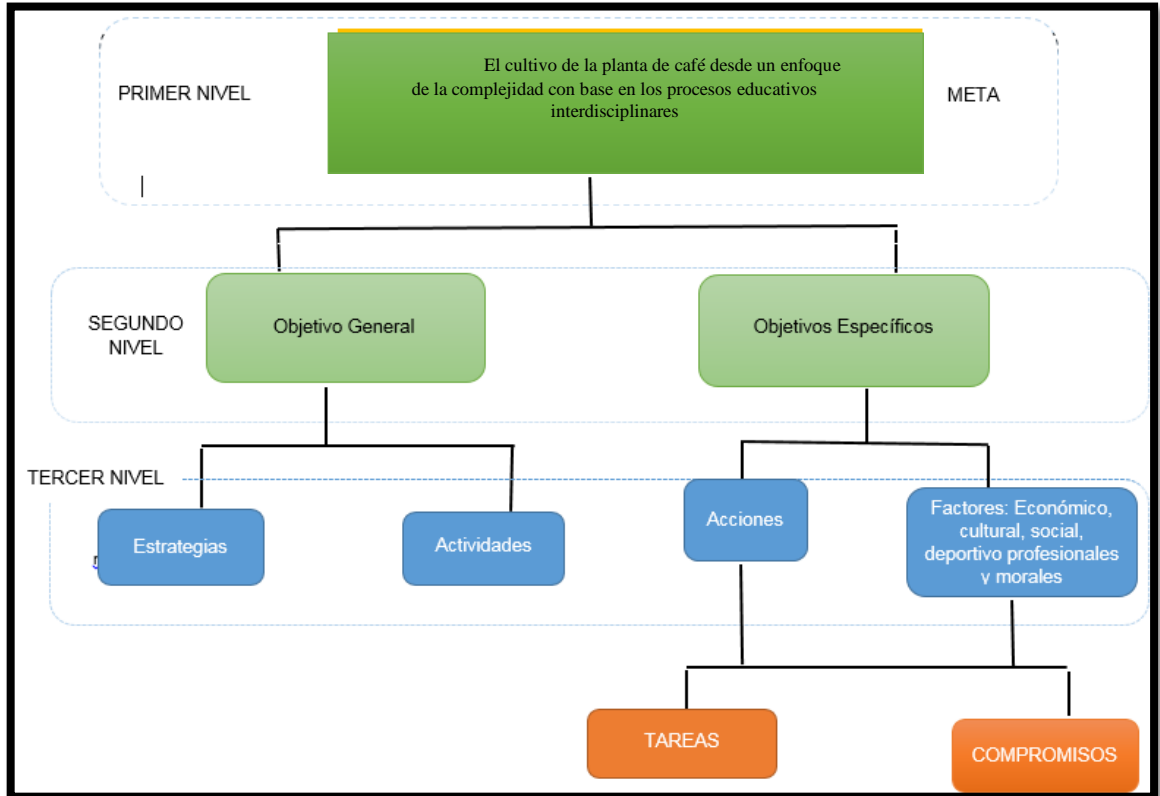 El cultivo de la planta de café desde un enfoque
de la complejidad con base en los procesos educativos
interdisciplinares
PRIMER NIVEL
META
SEGUNDO
NIVEL
Objetivo General
Objetivos Específicos
TERCER NIVEL
Estrategias
Actividades
Acciones
Factores: Económico,
cultural, social,
deportivo profesionales
y morales
TAREAS
COMPROMISOS